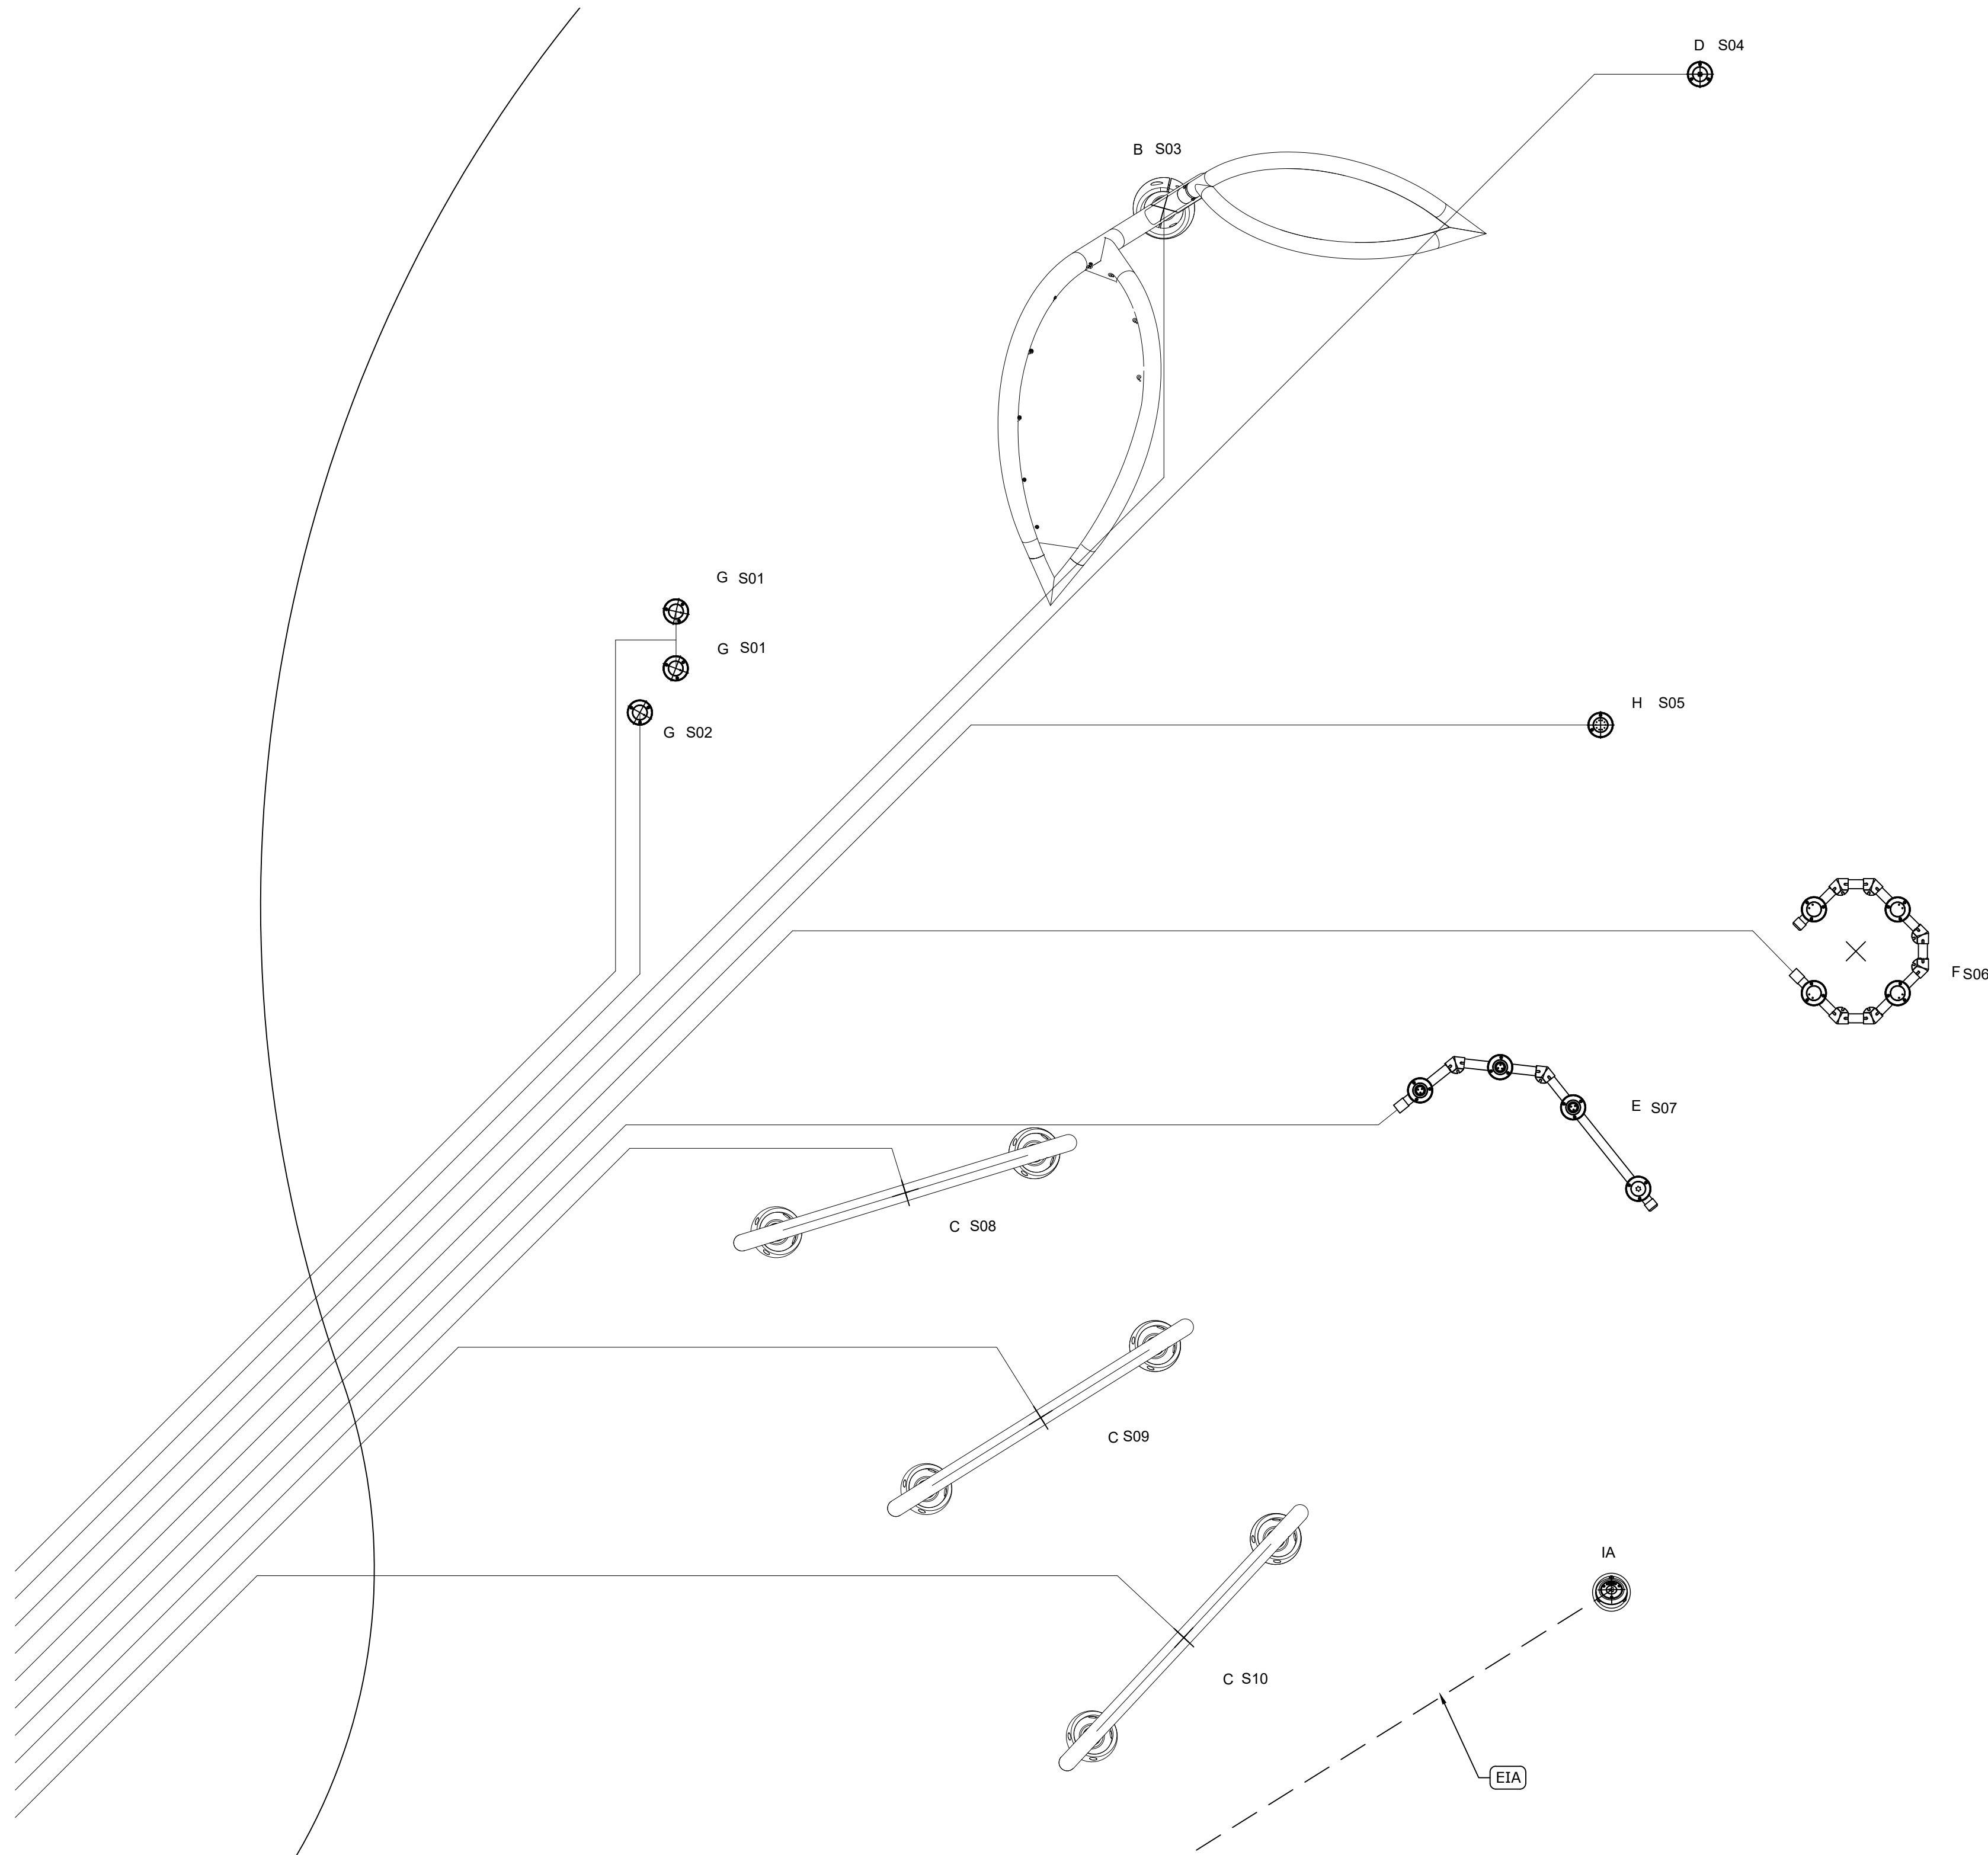 D S04
B S03
G S01
G S01
G S02
H S05
F S06
E S07
C S08
C S09
IA
C S10
EIA